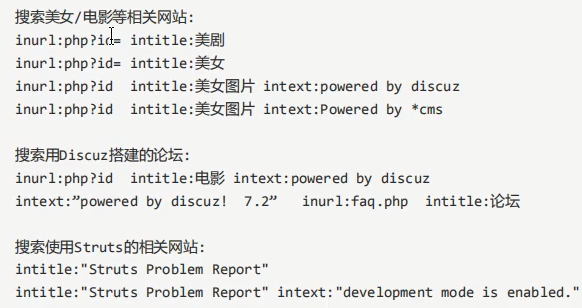 搜索美女/电影等相关网站:
inurl:php?id= intitle:美剧
inurl:php?id= intitle:美女
inurl:php?id  intitle:美女图片 intext:powered by discuz
inurl:php?id  intitle:美女图片 intext:Powered by *cms
搜索用Discuz搭建的论坛:
inurl:php?id  intitle:电影 intext:powered by discuz
intext:”powered by discuz!  7.2”   inurl:faq.php  intitle:论坛
搜索使用Struts的相关网站:
intitle:"Struts Problem Report"
intitle:"Struts Problem Report" intext:"development mode is enabled."